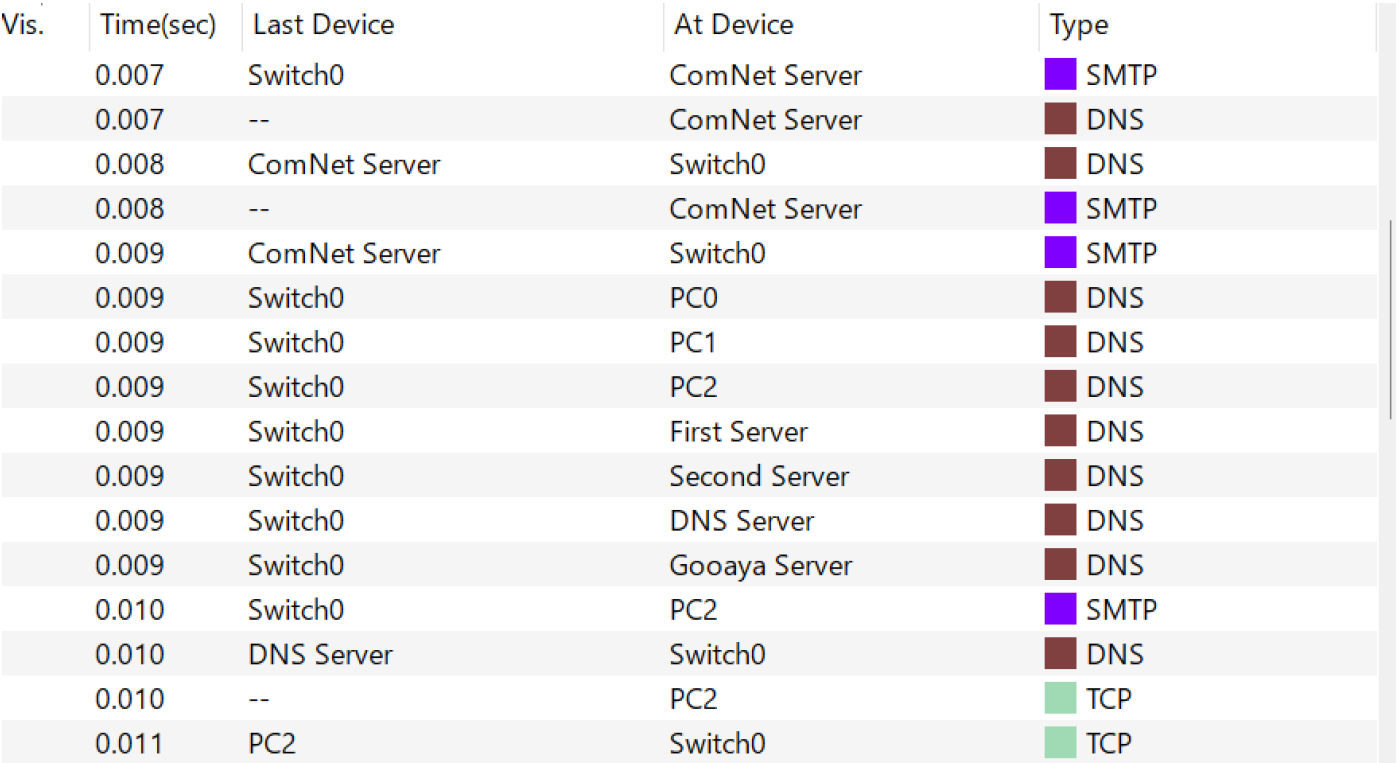 Vis. Time(sec) Last Device At Device Type
0.007 Switch0 ComNet Server SMTP
0.007 -- ComNet Server DNS
0.008 ComNet Server Switch0 DNS
0.008 -- ComNet Server SMTP
0.009 ComNet Server Switch0 SMTP
0.009 Switch0 PC0 DNS
0.009 Switch0 PC1 DNS
0.009 Switch0 PC2 DNS
0.009 Switch0 First Server DNS
0.009 Switch0 Second Server DNS
0.009 Switch0 DNS Server DNS
0.009 Switch0 Gooaya Server DNS
0.010 Switch0 PC2 SMTP
0.010 DNS Server Switch0 DNS
0.010 -- PC2 TCP
0.011 PC2 Switch0 TCP